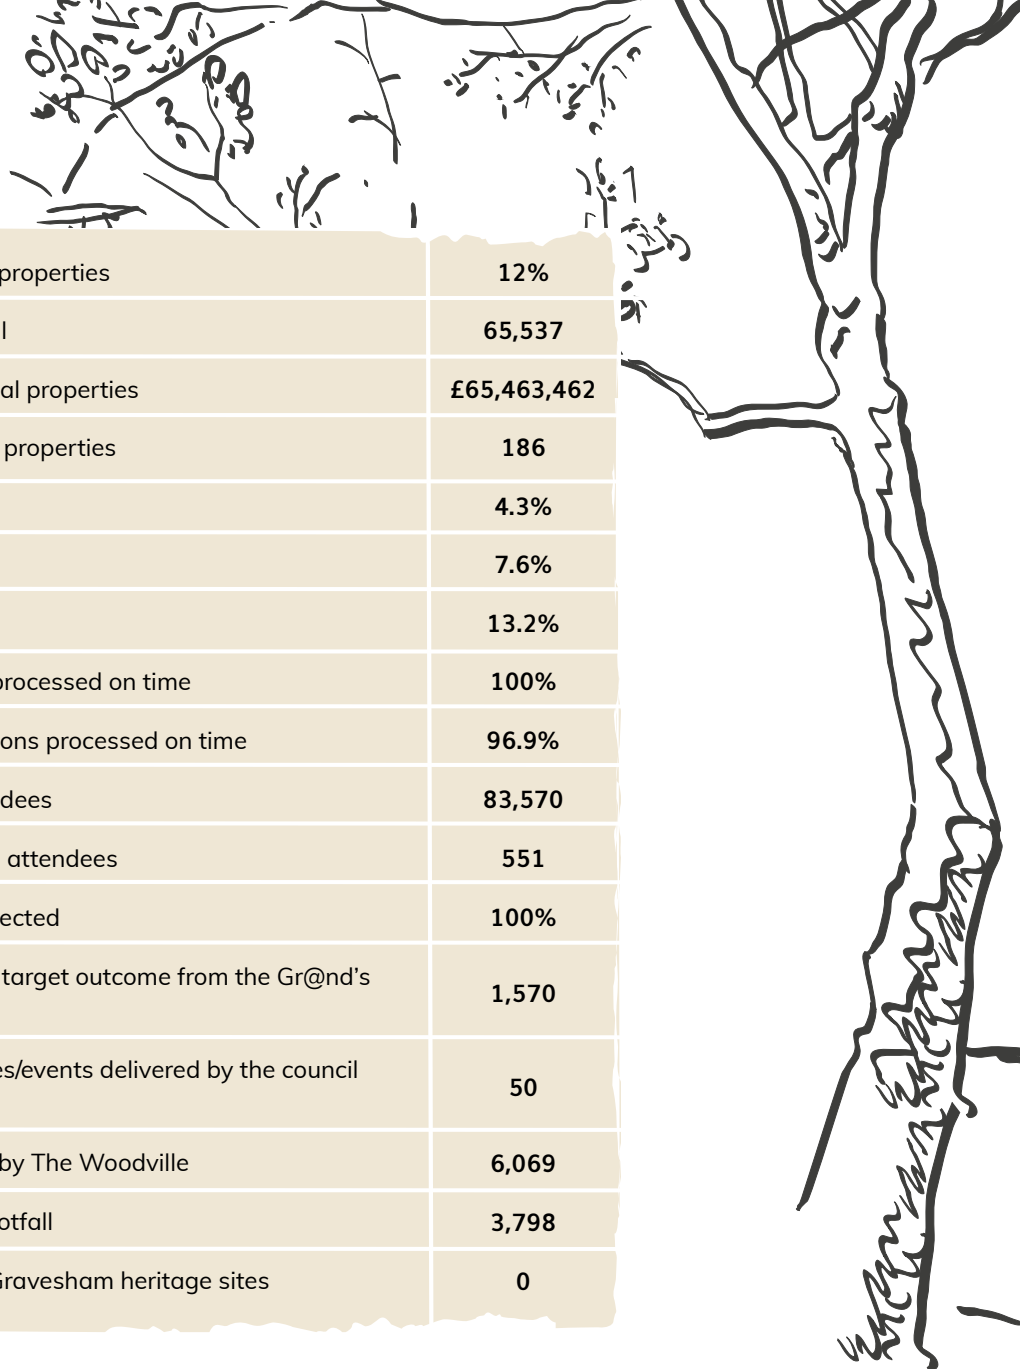 properties 12%
65,537
al properties £65,463,462
properties 186
4.3%
7.6%
13.2%
processed on time 100%
ons processed on time 96.9%
dees 83,570
attendees 551
ected 100%
target outcome from the Gr@nd's
1,570
es/events delivered by the council
50
by The Woodville 6,069
otfall 3,798
Gravesham heritage sites 0